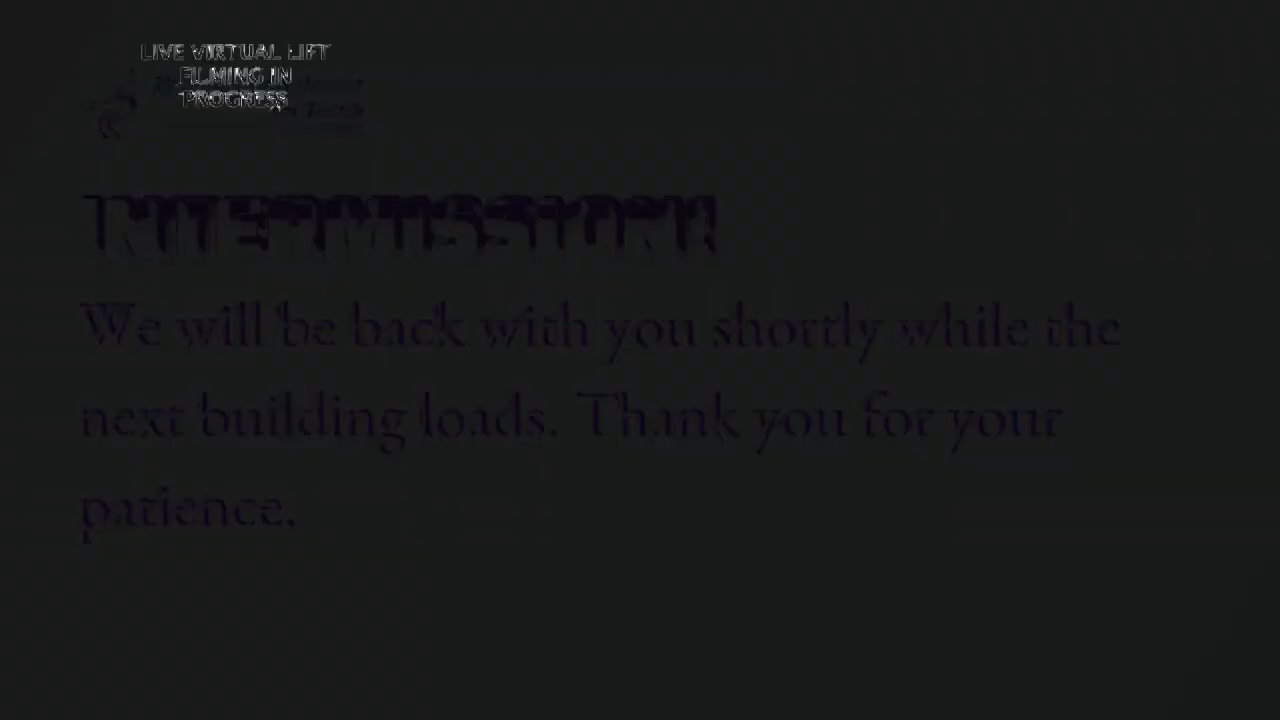 LIVE VIRTUAL LIFT
FILMING IN
PROGRESS
INTERMISSION!
We will be back with you shortly while the
next building loads. Thank you for your
patience.